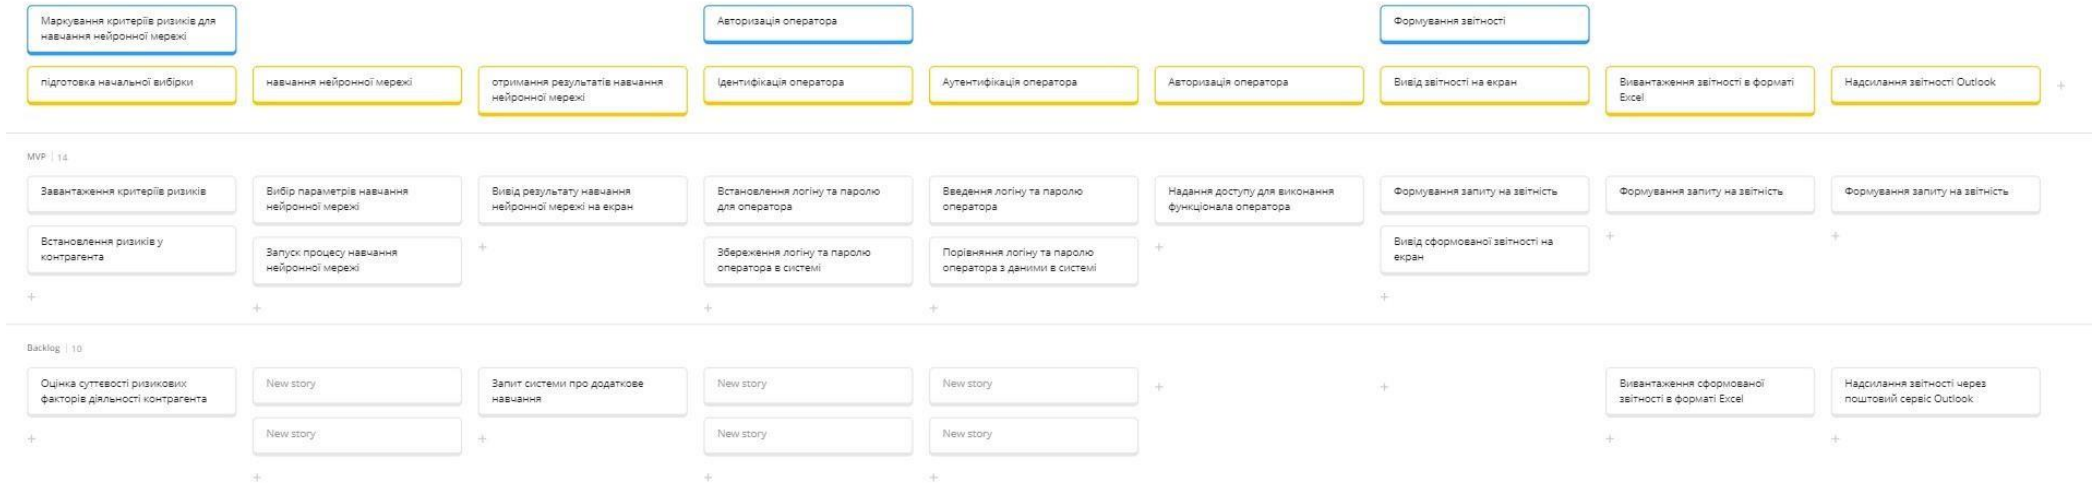 Маркування критеріїв ризиків для
навчання нейронної мережі
Авторизація оператора
Формування звітності
підготовка начальної вибірки
навчання нейронної мережі
отримання результатів навчання
нейронної мережі
Ідентифікація оператора
Аутентифікація оператора
Авторизація оператора
Вивід звітності на екран
Вивантаження звітності в форматі
Excel
Надсилання звітності Outlook
+
MVP | 14
Завантаження критеріїв ризиків
Вибір параметрів навчання
нейронної мережі
Вивід результату навчання
нейронної мережі на екран
Встановлення логіну та паролю
для оператора
Введення логіну та паролю
оператора
Надання доступу для виконання
функціонала оператора
Формування запиту на звітність
Формування запиту на звітність
Формування запиту на звітність
Встановлення ризиків у
контрагента
Запуск процесу навчання
нейронної мережі
+
Збереження логіну та паролю
оператора в системі
Порівняння логіну та паролю
оператора з даними в системі
+
Вивід сформованої звітності на
екран
+
+
+
+
+
+
+
Backlog | 10
Оцінка суттєвості ризикових
факторів діяльності контрагента
New story
Запит системи про додаткове
навчання
New story
New story
+
+
Вивантаження сформованої
звітності в форматі Excel
Надсилання звітності через
поштовий сервіс Outlook
+
New story
+
New story
New story
+
+
+
+
+